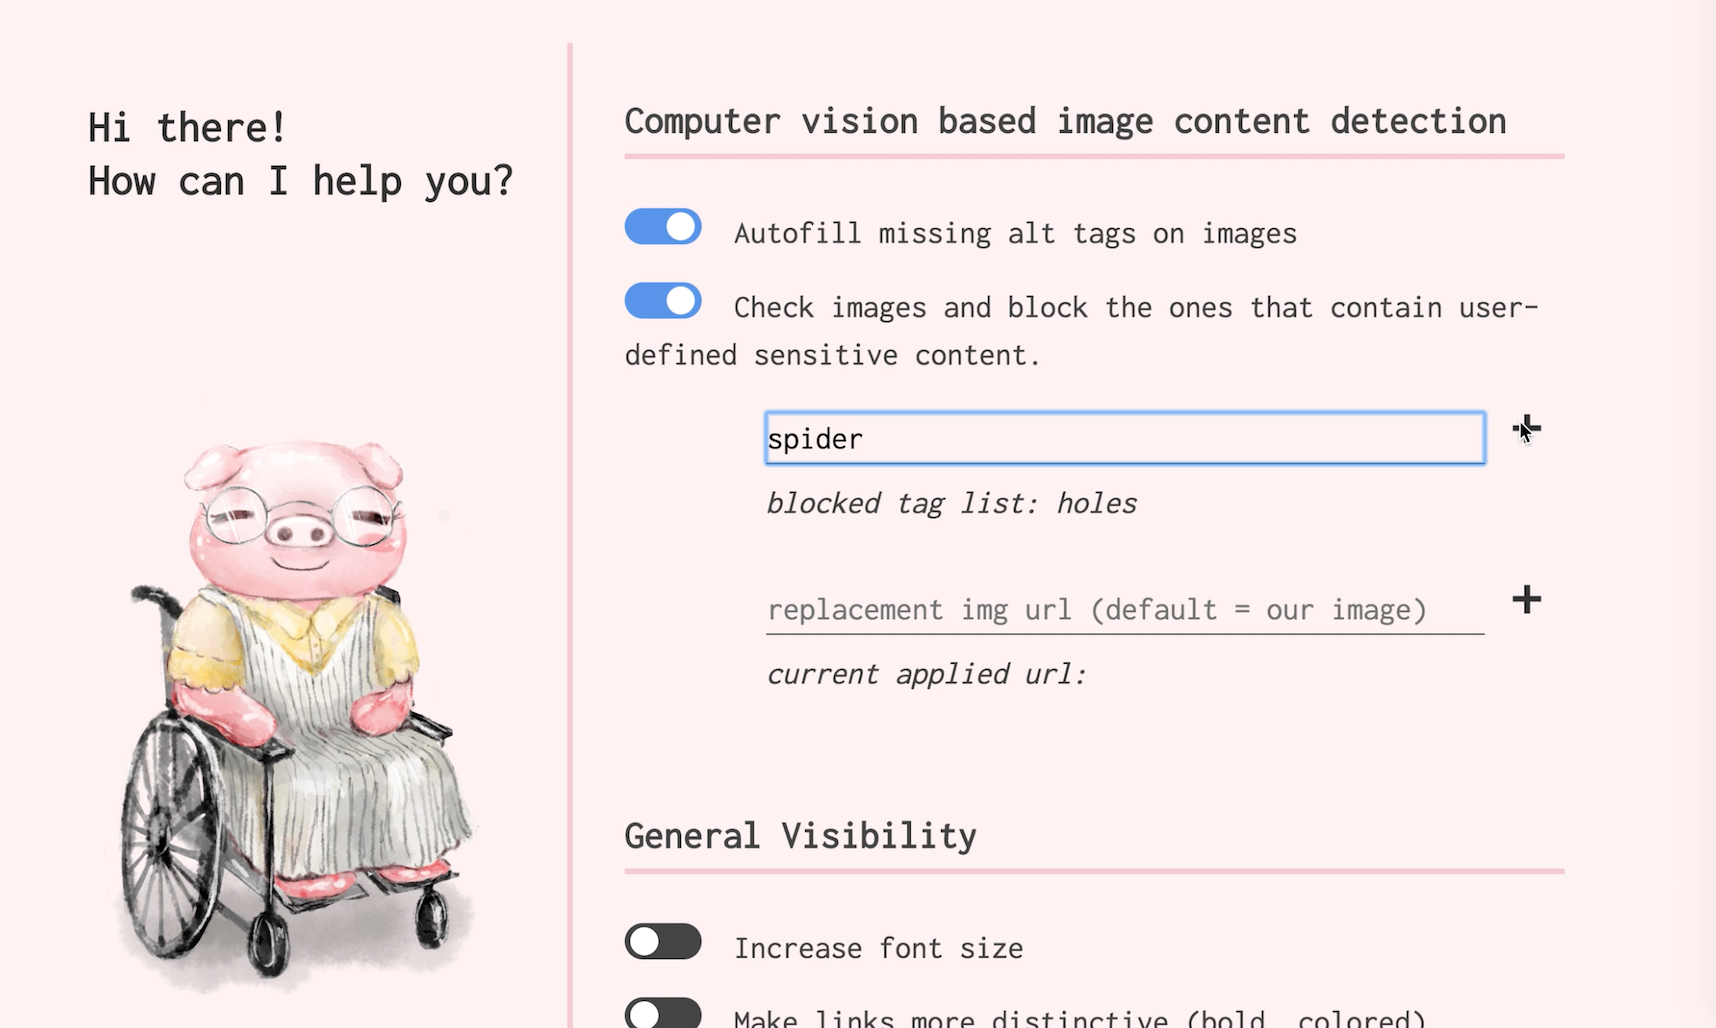 Hi there!
How can I help you?
Computer vision based image content detection
Autofill missing alt tags on images
Check images and block the ones that contain user-
defined sensitive content.
spider
blocked tag list: holes
replacement img url (default = our image)
current applied url:
General Visibility
Increase font size
Make links more distinctive (bold, colored)